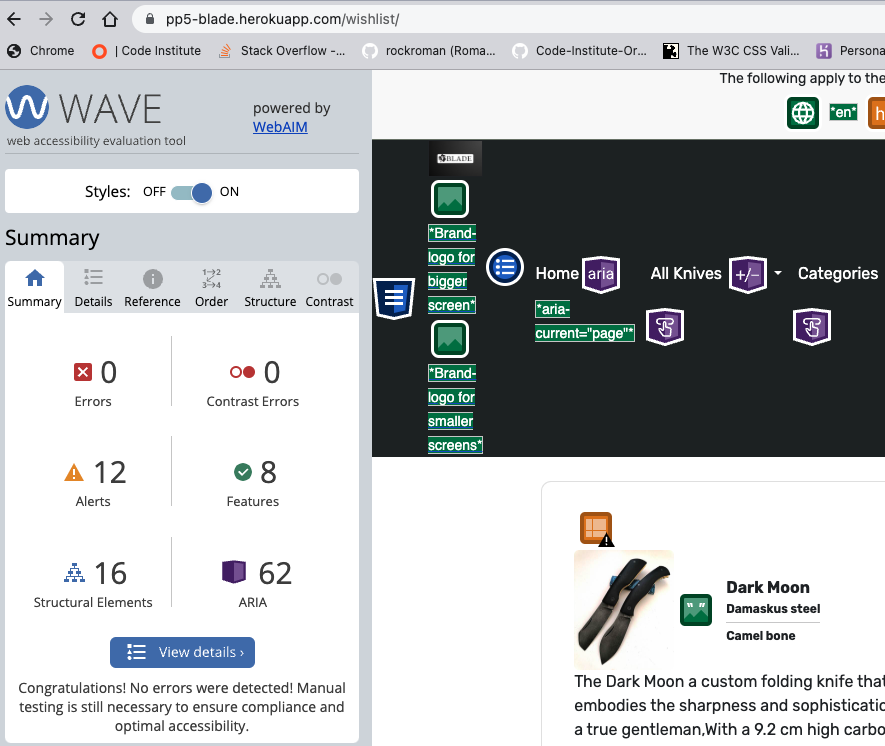 pp5-blade.herokuapp.com/wishlist/
Chrome
| Code Institute
Stack Overflow -...
rockroman (Roma...
Code-Institute-Or...
The W3C CSS Vali...
Persona
WAVE
powered by
WebAIM
web accessibility evaluation tool
Styles: OFF ON
Summary
Summary Details Reference Order Structure Contrast
0
Errors
0
Contrast Errors
12
Alerts
8
Features
16
Structural Elements
62
ARIA
View details ›
Congratulations! No errors were detected! Manual
testing is still necessary to ensure compliance and
optimal accessibility.
The following apply to the
*en*
h
BLADE
*Brand-
logo for
bigger
screen*
*Brand-
logo for
smaller
screens*
Home aria
*aria-
current="page"*
All Knives +/-
Categories
Dark Moon
Damaskus steel
Camel bone
The Dark Moon a custom folding knife that
embodies the sharpness and sophisticatio
a true gentleman,With a 9.2 cm high carbo